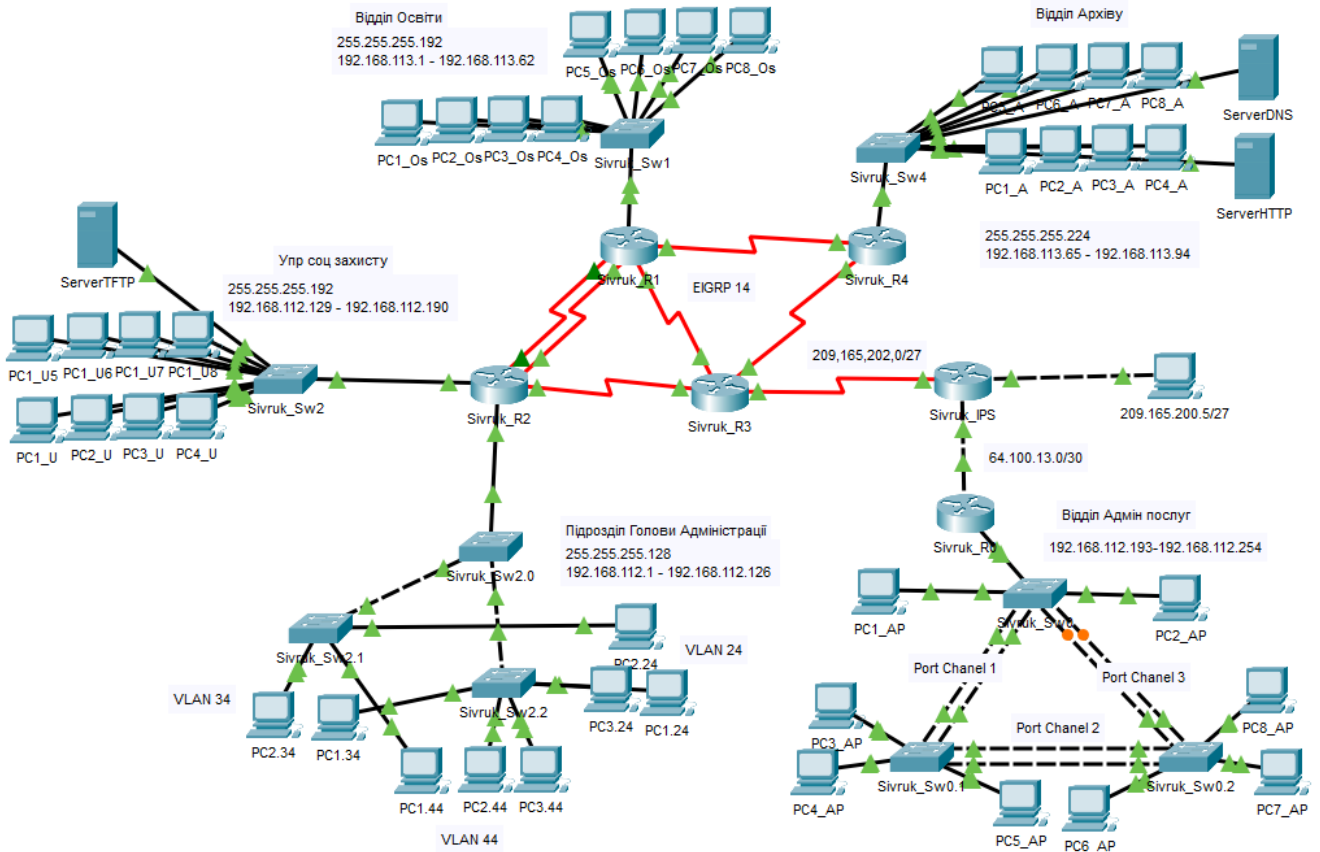 Відділ Освіти
255.255.255.192
192.168.113.1 - 192.168.113.62
PC5_Os
PC6_Os
PC7_Os
PC8_Os
PC1_Os
PC2_Os
PC3_Os
PC4_Os
Sivruk_Sw1
Відділ Архіву
PC6_A
PC7_A
PC8_A
ServerDNS
Sivruk_Sw4
PC1_A
PC2_A
PC3_A
PC4_A
ServerHTTP
255.255.255.224
192.168.113.65 - 192.168.113.94
ServerTFTP
Упр соц захисту
255.255.255.192
192.168.112.129 - 192.168.112.190
PC1_U5
PC1_U6
PC1_U7
PC1_U8
Sivruk_Sw2
PC1_U
PC2_U
PC3_U
PC4_U
Sivruk_R1
EIGRP 14
Sivruk_R4
209,165,202,0/27
Sivruk_R2
Sivruk_R3
Sivruk_IPS
209.165.200.5/27
64.100.13.0/30
Підрозділ Голови Адміністрації
255.255.255.128
192.168.112.1 - 192.168.112.126
Sivruk_Sw2.0
Sivruk_Sw2.1
PC2.24
VLAN 24
VLAN 34
PC2.34
PC1.34
Sivruk_Sw2.2
PC3.24
PC1.24
PC1.44
PC2.44
PC3.44
VLAN 44
Відділ Адмін послуг
192.168.112.193-192.168.112.254
PC1_AP
PC2_AP
Port Chanel 1
Port Chanel 3
Port Chanel 2
PC3_AP
PC8_AP
PC4_AP
Sivruk_Sw0.1
Sivruk_Sw0.2
PC7_AP
PC5_AP
PC6_AP